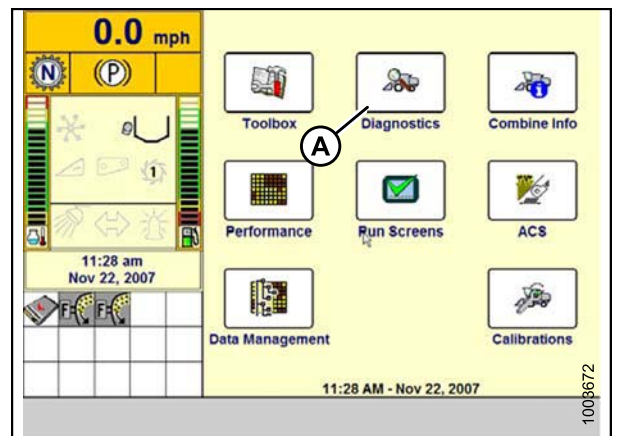 0.0 mph
N
(P)
1
11:28 am
Nov 22, 2007
F
F
Toolbox
Diagnostics
Combine Info
A
Performance
Run Screens
ACS
Data Management
Calibrations
11:28 AM - Nov 22, 2007
1003672